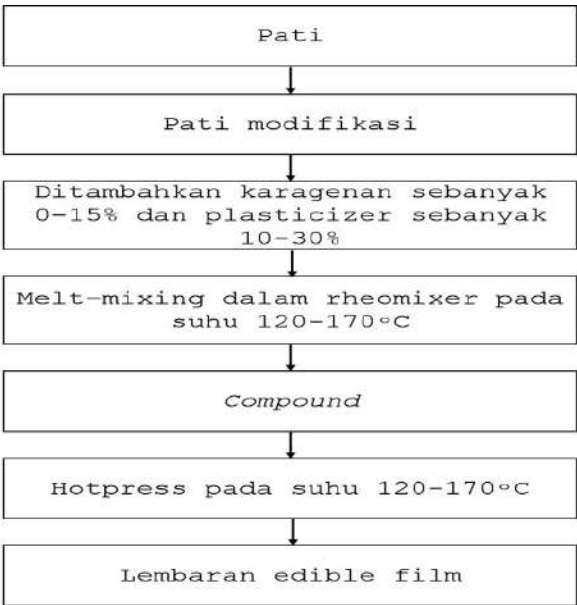 Pati
Pati modifikasi
Ditambahkan karagenan sebanyak
0-15% dan plasticizer sebanyak
10-30%
Melt-mixing dalam rheomixer pada
suhu 120-170°C
Compound
Hotpress pada suhu 120-170°C
Lembaran edible film